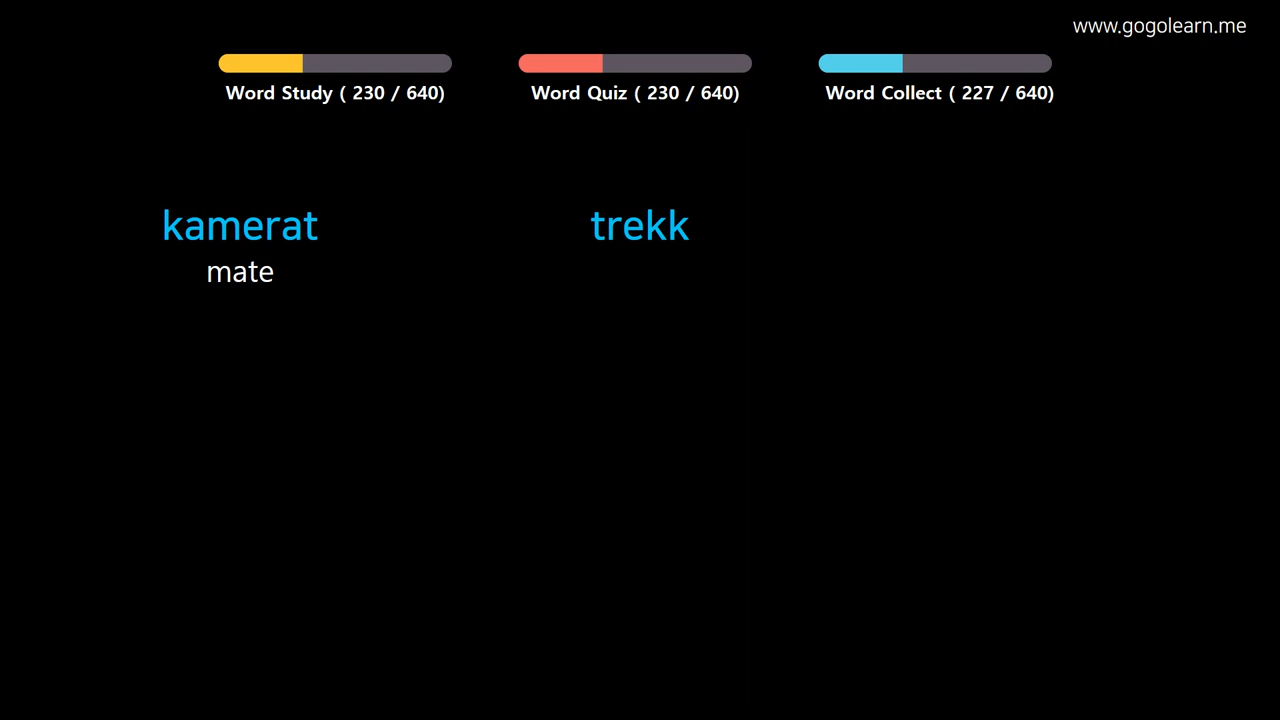 www.gogolearn.me
Word Study ( 230 / 640)
Word Quiz ( 230 / 640)
Word Collect ( 227 / 640)
kamerat
mate
trekk